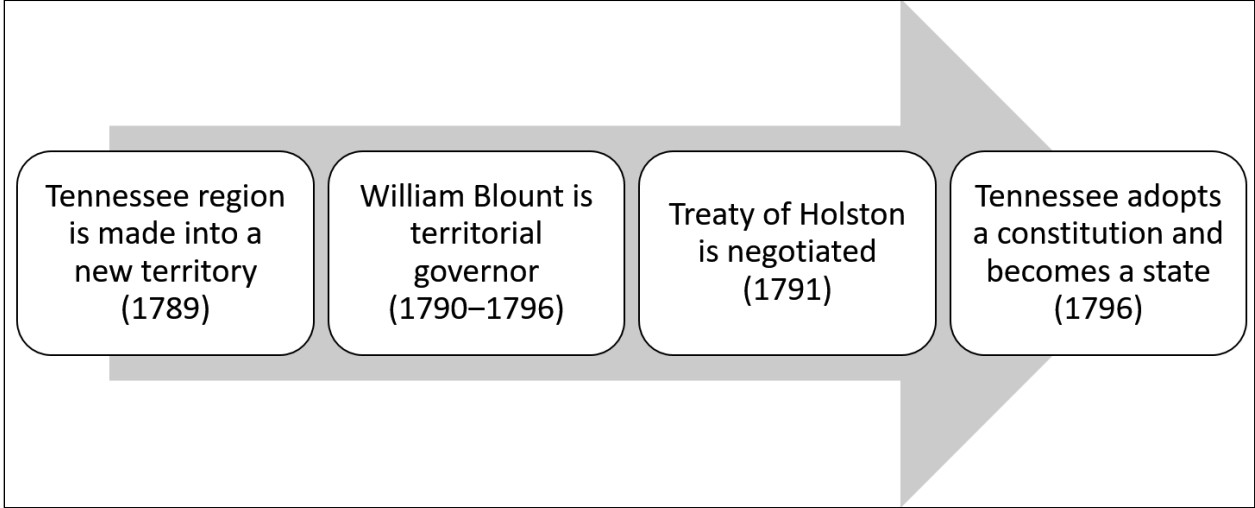 Tennessee region
is made into a
new territory
(1789)
William Blount is
territorial
governor
(1790–1796)
Treaty of Holston
is negotiated
(1791)
Tennessee adopts
a constitution and
becomes a state
(1796)